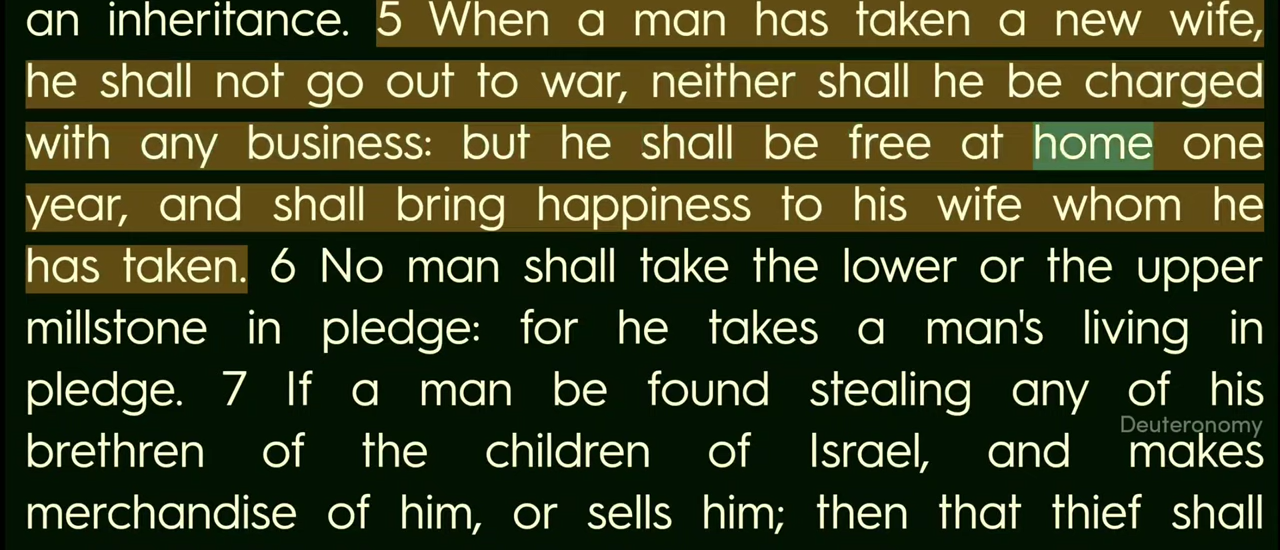 an inheritance. 5 When a man has taken a new wife,
he shall not go out to war, neither shall he be charged
with any business: but he shall be free at home one
year, and shall bring happiness to his wife whom he
has taken. 6 No man shall take the lower or the upper
millstone in pledge: for he takes a man's living in
pledge. 7 If a man be found stealing any of his
Deuteronomy
brethren of the children of Israel, and makes
merchandise of him, or sells him; then that thief shall